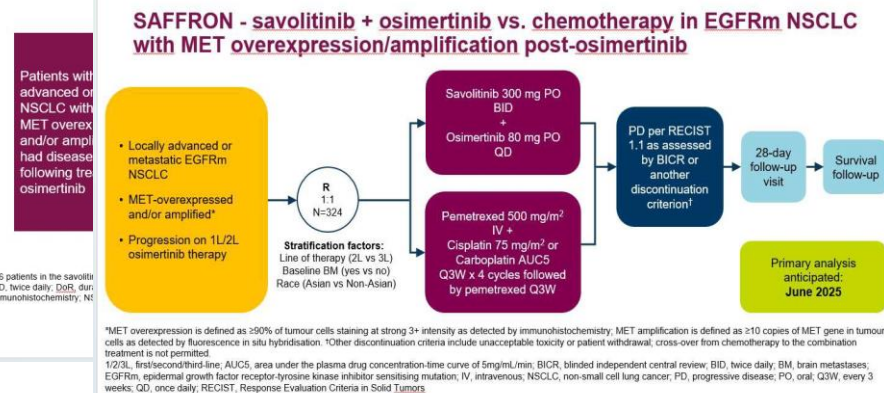 SAFFRON - savolitinib + osimertinib vs. chemotherapy in EGFRm NSCLC
with MET overexpression/amplification post-osimertinib
Patients with
advanced or
NSCLC with
MET overex
and/or ampli
had disease
following trea
osimertinib
5 patients in the savolitin
D, twice daily; DoR, dura
munohistochemistry; NS
• Locally advanced or
metastatic EGFRm
NSCLC
• MET-overexpressed
and/or amplified*
• Progression on 1L/2L
osimertinib therapy
R
1:1
N=324
Stratification factors:
Line of therapy (2L vs 3L)
Baseline BM (yes vs no)
Race (Asian vs Non-Asian)
Savolitinib 300 mg PO
BID
+
Osimertinib 80 mg PO
QD
Pemetrexed 500 mg/m²
IV +
Cisplatin 75 mg/m² or
Carboplatin AUC5
Q3W x 4 cycles followed
by pemetrexed Q3W
PD per RECIST
1.1 as assessed
by BICR or
another
discontinuation
criterion†
28-day
follow-up
visit
Survival
follow-up
Primary analysis
anticipated:
June 2025
*MET overexpression is defined as ≥90% of tumour cells staining at strong 3+ intensity as detected by immunohistochemistry; MET amplification is defined as ≥10 copies of MET gene in tumour
cells as detected by fluorescence in situ hybridisation. †Other discontinuation criteria include unacceptable toxicity or patient withdrawal; cross-over from chemotherapy to the combination
treatment is not permitted.
1/2/3L, first/second/third-line; AUC5, area under the plasma drug concentration-time curve of 5mg/mL/min; BICR, blinded independent central review; BID, twice daily; BM, brain metastases;
EGFRm, epidermal growth factor receptor-tyrosine kinase inhibitor sensitising mutation; IV, intravenous; NSCLC, non-small cell lung cancer; PD, progressive disease; PO, oral; Q3W, every 3
weeks; QD, once daily; RECIST, Response Evaluation Criteria in Solid Tumors